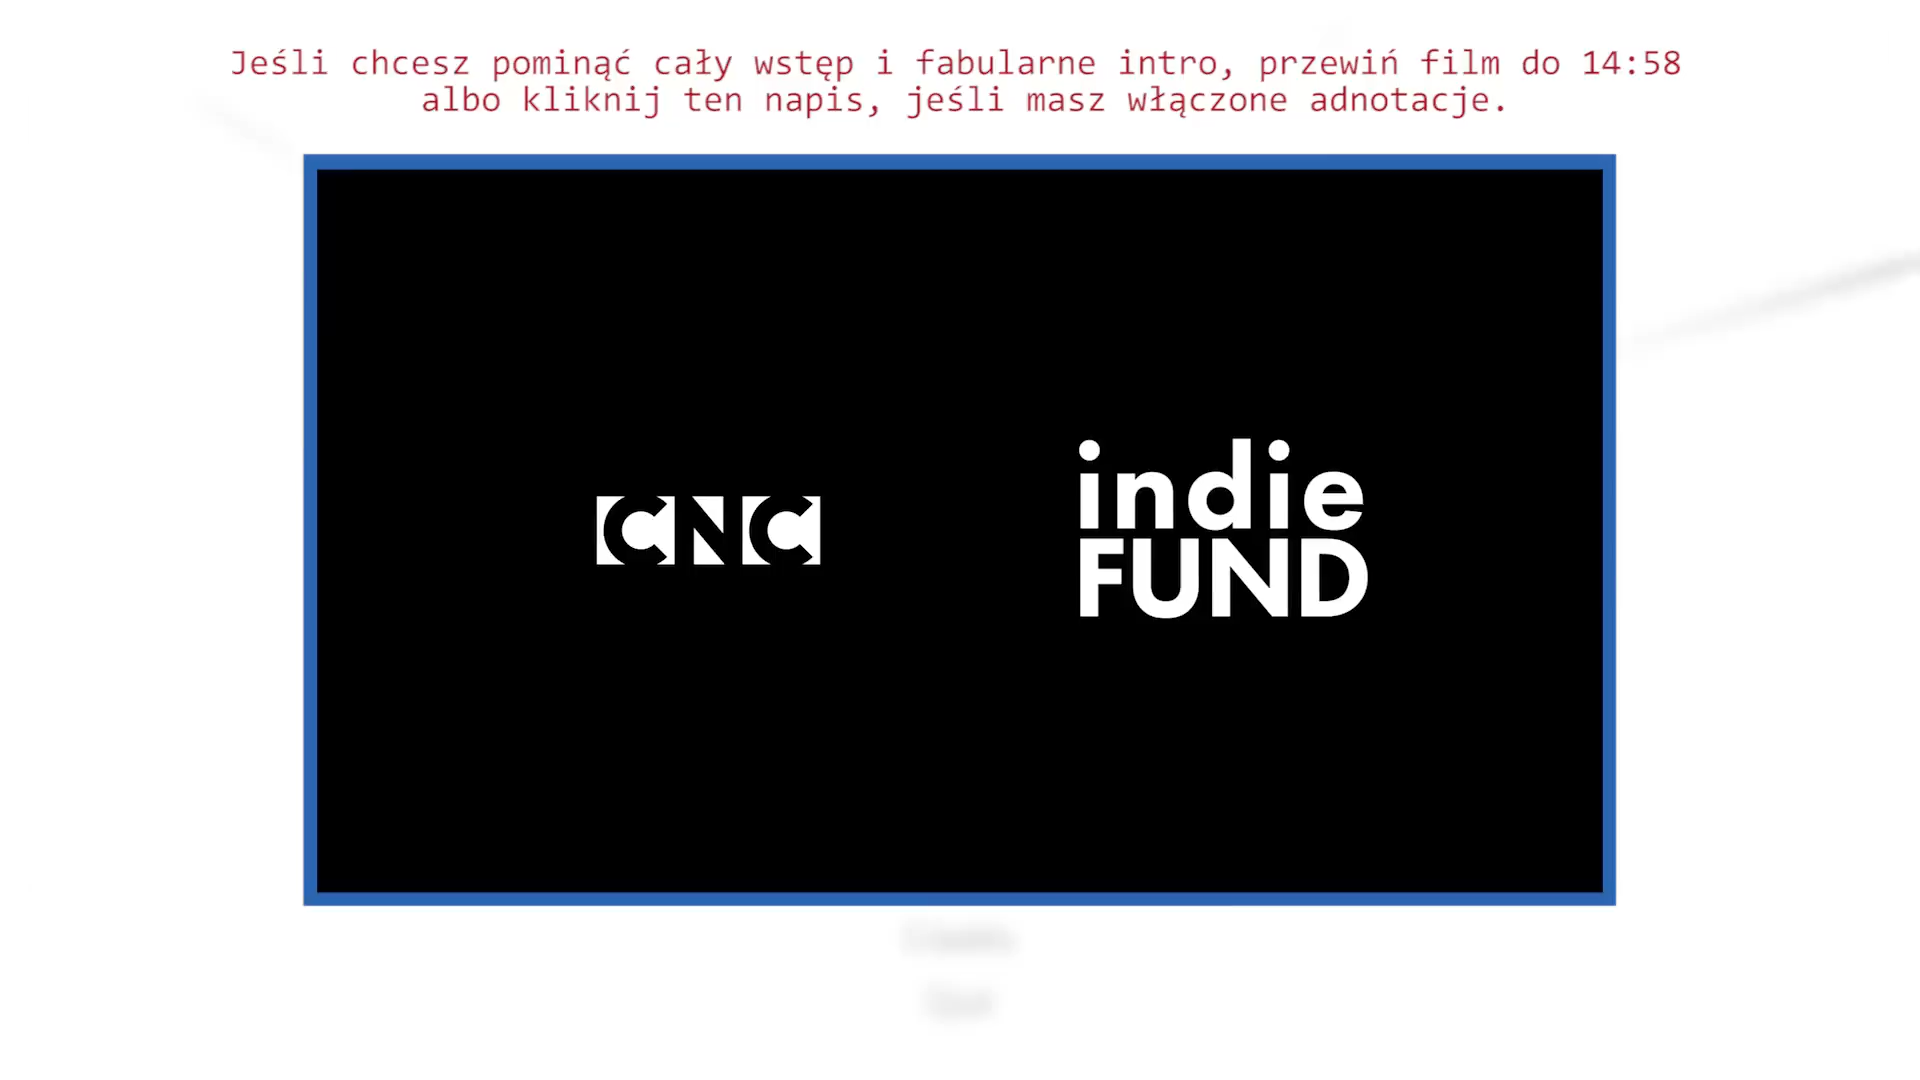 Jeśli chcesz pominąć cały wstęp i fabularne intro, przewiń film do 14:58
albo kliknij ten napis, jeśli masz włączone adnotacje.
CNC
indie
FUND